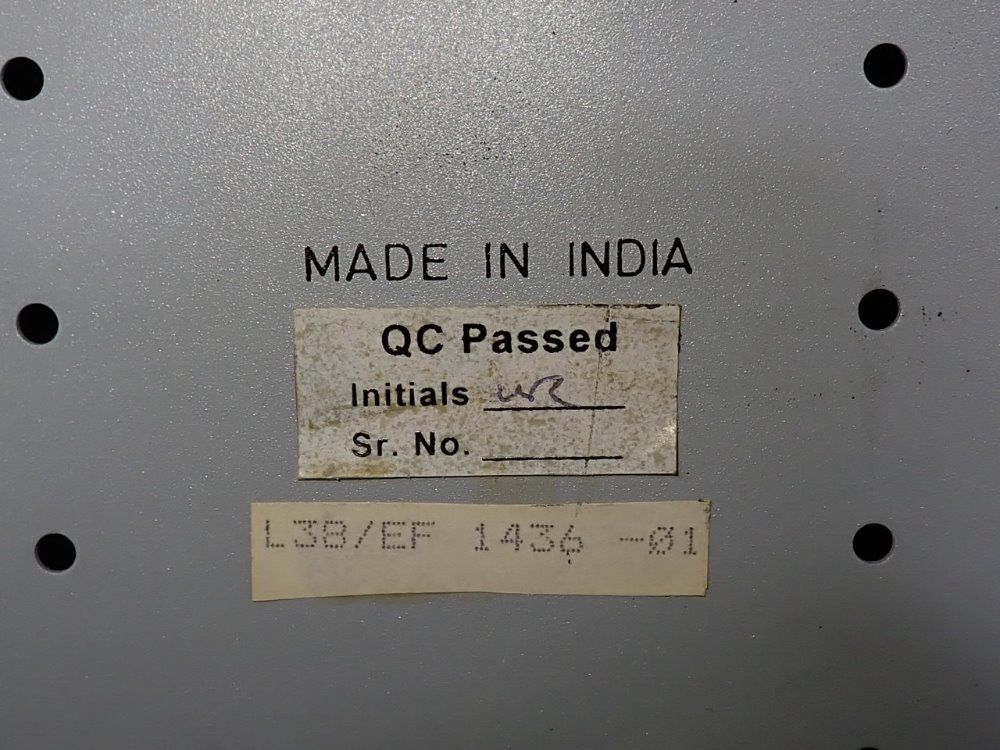 MADE IN INDIA
QC Passed
Initials
Sr. No.
L38/EF 1436 -01